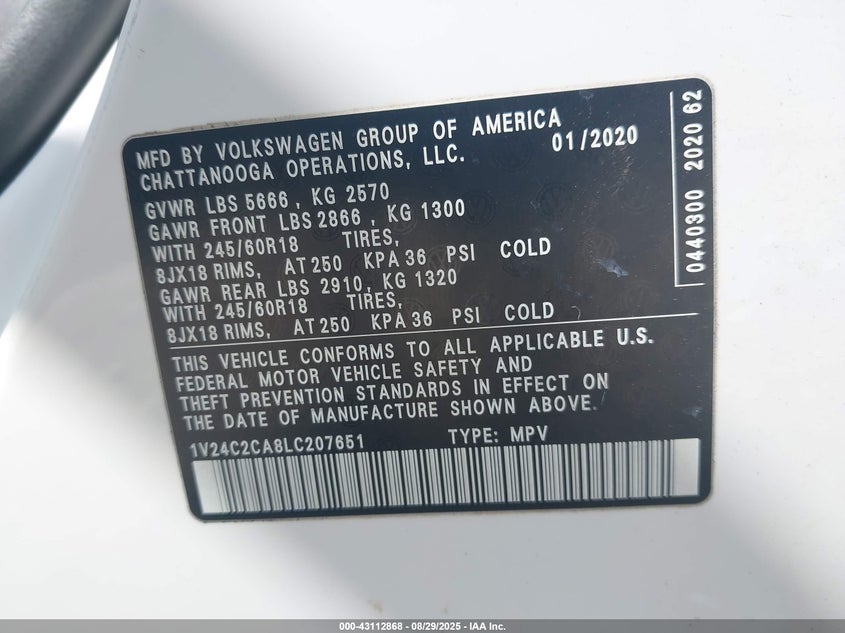 MFD BY VOLKSWAGEN GROUP OF AMERICA
CHATTANOOGA OPERATIONS, LLC. 01/2020
GVWR LBS 5666 , KG 2570
GAWR FRONT LBS 2866 , KG 1300
WITH 245/60R18 TIRES,
8JX18 RIMS, AT 250 KPA 36 PSI COLD
GAWR REAR LBS 2910, KG 1320
WITH 245/60R18 TIRES,
8JX18 RIMS, AT 250 KPA 36 PSI COLD
THIS VEHICLE CONFORMS TO ALL APPLICABLE U.S.
FEDERAL MOTOR VEHICLE SAFETY AND
THEFT PREVENTION STANDARDS IN EFFECT ON
THE DATE OF MANUFACTURE SHOWN ABOVE.
1V24C2CA8LC207651 TYPE: MPV
0440300 2020 62
000-43112868 - 08/29/2025 - IAA Inc.